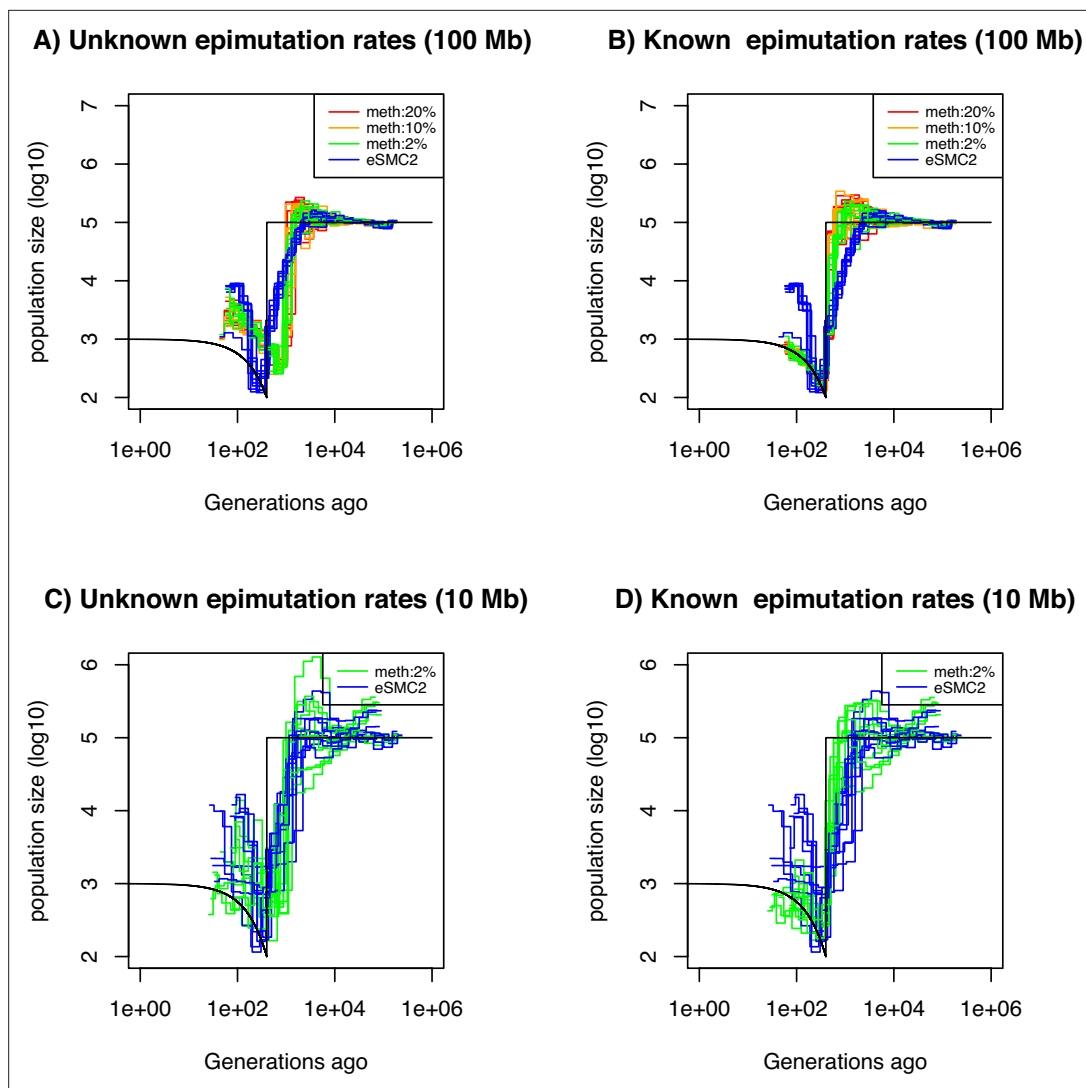 A) Unknown epimutation rates (100 Mb)
population size (log10)
7
6
5
4
3
2
meth:20%
meth:10%
meth:2%
eSMC2
1e+00 1e+02 1e+04 1e+06
Generations ago
B) Known  epimutation rates (100 Mb)
population size (log10)
7
6
5
4
3
2
meth:20%
meth:10%
meth:2%
eSMC2
1e+00 1e+02 1e+04 1e+06
Generations ago
C) Unknown epimutation rates (10 Mb)
population size (log10)
6
5
4
3
2
meth:2%
eSMC2
1e+00 1e+02 1e+04 1e+06
Generations ago
D) Known  epimutation rates (10 Mb)
population size (log10)
6
5
4
3
2
meth:2%
eSMC2
1e+00 1e+02 1e+04 1e+06
Generations ago